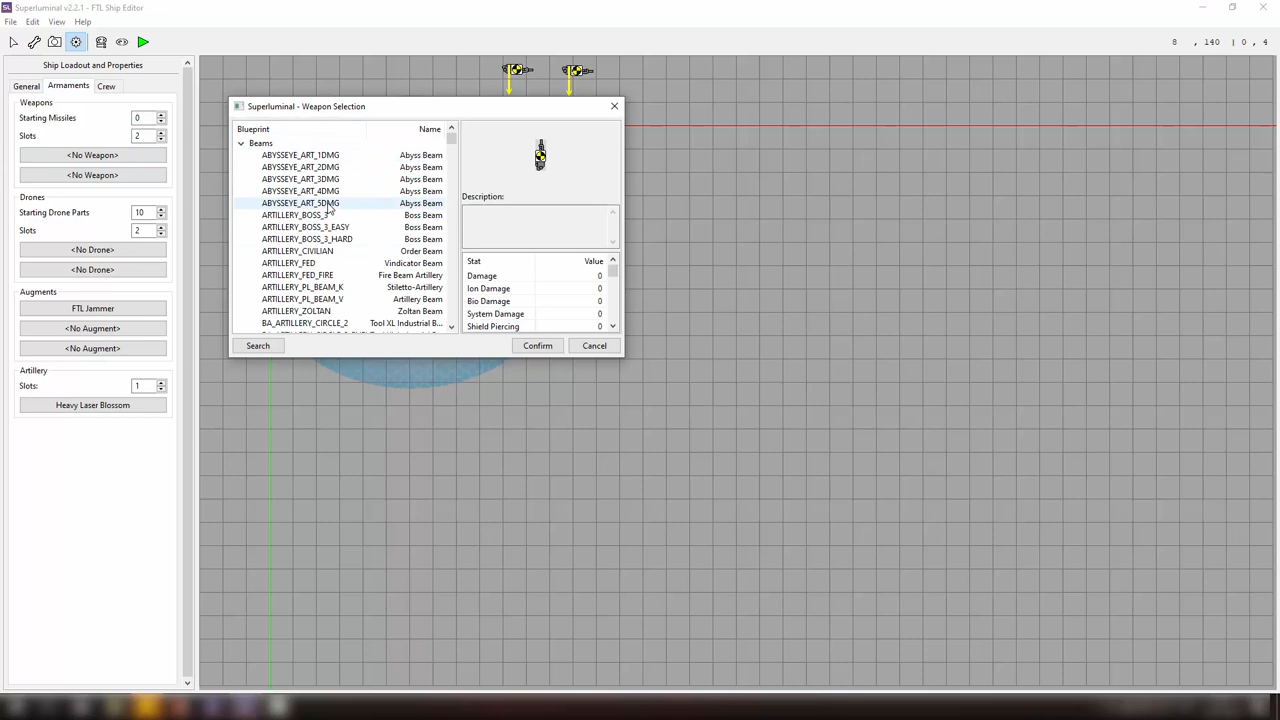 Superluminal v2.2.1 - FTL Ship Editor
File Edit View Help
8 , 140 | 0 , 4
Ship Loadout and Properties
General Armaments Crew
Weapons
Starting Missiles 0
Slots 2
<No Weapon>
<No Weapon>
Drones
Starting Drone Parts 10
Slots 2
<No Drone>
<No Drone>
Augments
FTL Jammer
<No Augment>
<No Augment>
Artillery
Slots: 1
Heavy Laser Blossom
Superluminal - Weapon Selection
Blueprint Name
Beams
ABYSSEYE_ART_1DMG Abyss Beam
ABYSSEYE_ART_2DMG Abyss Beam
ABYSSEYE_ART_3DMG Abyss Beam
ABYSSEYE_ART_4DMG Abyss Beam
ABYSSEYE_ART_5DMG Abyss Beam
ARTILLERY_BOSS_3 Boss Beam
ARTILLERY_BOSS_3_EASY Boss Beam
ARTILLERY_BOSS_3_HARD Boss Beam
ARTILLERY_CIVILIAN Order Beam
ARTILLERY_FED Vindicator Beam
ARTILLERY_FED_FIRE Fire Beam Artillery
ARTILLERY_PL_BEAM_K Stiletto-Artillery
ARTILLERY_PL_BEAM_V Artillery Beam
ARTILLERY_ZOLTAN Zoltan Beam
BA_ARTILLERY_CIRCLE_2 Tool XL Industrial B...
Description:
Stat Value
Damage 0
Ion Damage 0
Bio Damage 0
System Damage 0
Shield Piercing 0
Search Confirm Cancel